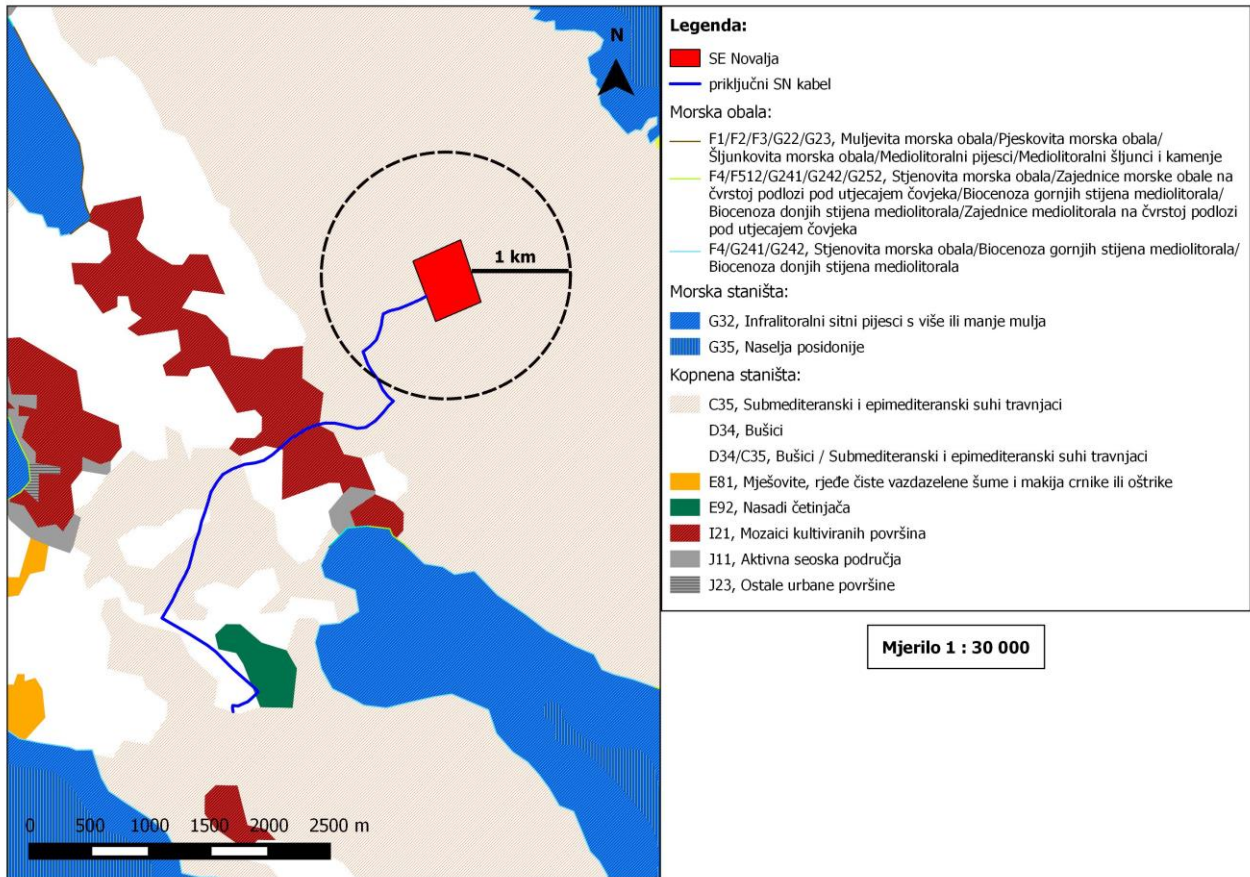 N
1 km
0 500 1000 1500 2000 2500 m
Legenda:
SE Novalja
priključni SN kabel
Morska obala:
F1/F2/F3/G22/G23, Muljevita morska obala/Pjeskovita morska obala/
Šljunkovita morska obala/Mediolitoralni pijesci/Mediolitoralni šljunci i kamenje
F4/F512/G241/G242/G252, Stjenovita morska obala/Zajednice morske obale na
čvrstoj podlozi pod utjecajem čovjeka/Biocenoza gornjih stijena mediolitorala/
Biocenoza donjih stijena mediolitorala/Zajednice mediolitorala na čvrstoj podlozi
pod utjecajem čovjeka
F4/G241/G242, Stjenovita morska obala/Biocenoza gornjih stijena mediolitorala/
Biocenoza donjih stijena mediolitorala
Morska staništa:
G32, Infralitoralni sitni pijesci s više ili manje mulja
G35, Naselja posidonije
Kopnena staništa:
C35, Submediteranski i epimediteranski suhi travnjaci
D34, Bušici
D34/C35, Bušici / Submediteranski i epimediteranski suhi travnjaci
E81, Mješovite, rjeđe čiste vazdazelene šume i makija crnike ili oštrike
E92, Nasadi četinjača
I21, Mozaici kultiviranih površina
J11, Aktivna seoska područja
J23, Ostale urbane površine
Mjerilo 1 : 30 000